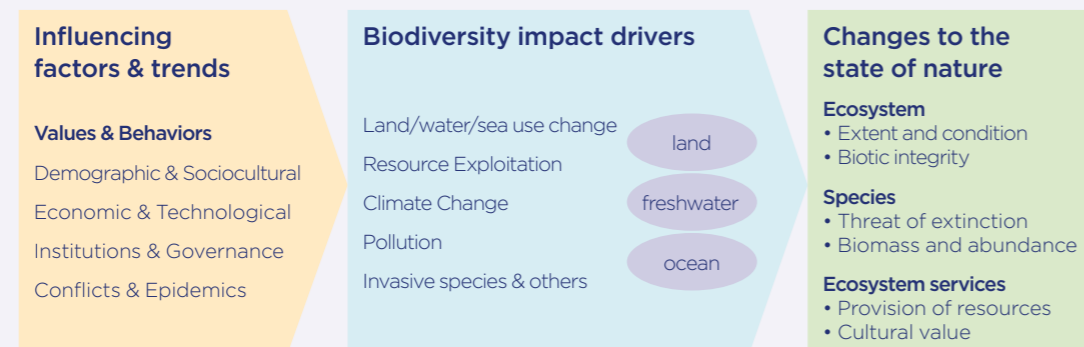 Influencing
factors & trends
Values & Behaviors
Demographic & Sociocultural
Economic & Technological
Institutions & Governance
Conflicts & Epidemics
Biodiversity impact drivers
Land/water/sea use change
Resource Exploitation
Climate Change
Pollution
Invasive species & others
land
freshwater
ocean
Changes to the
state of nature
Ecosystem
• Extent and condition
• Biotic integrity
Species
• Threat of extinction
• Biomass and abundance
Ecosystem services
• Provision of resources
• Cultural value